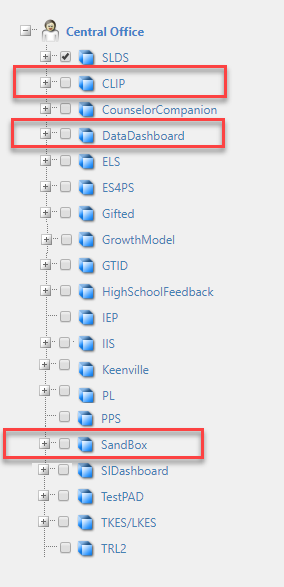 Central Office
SLDS
CLIP
CounselorCompanion
DataDashboard
ELS
ES4PS
Gifted
GrowthModel
GTID
HighSchoolFeedback
IEP
IIS
Keenville
PL
PPS
SandBox
SIDashboard
TestPAD
TKES/LKES
TRL2